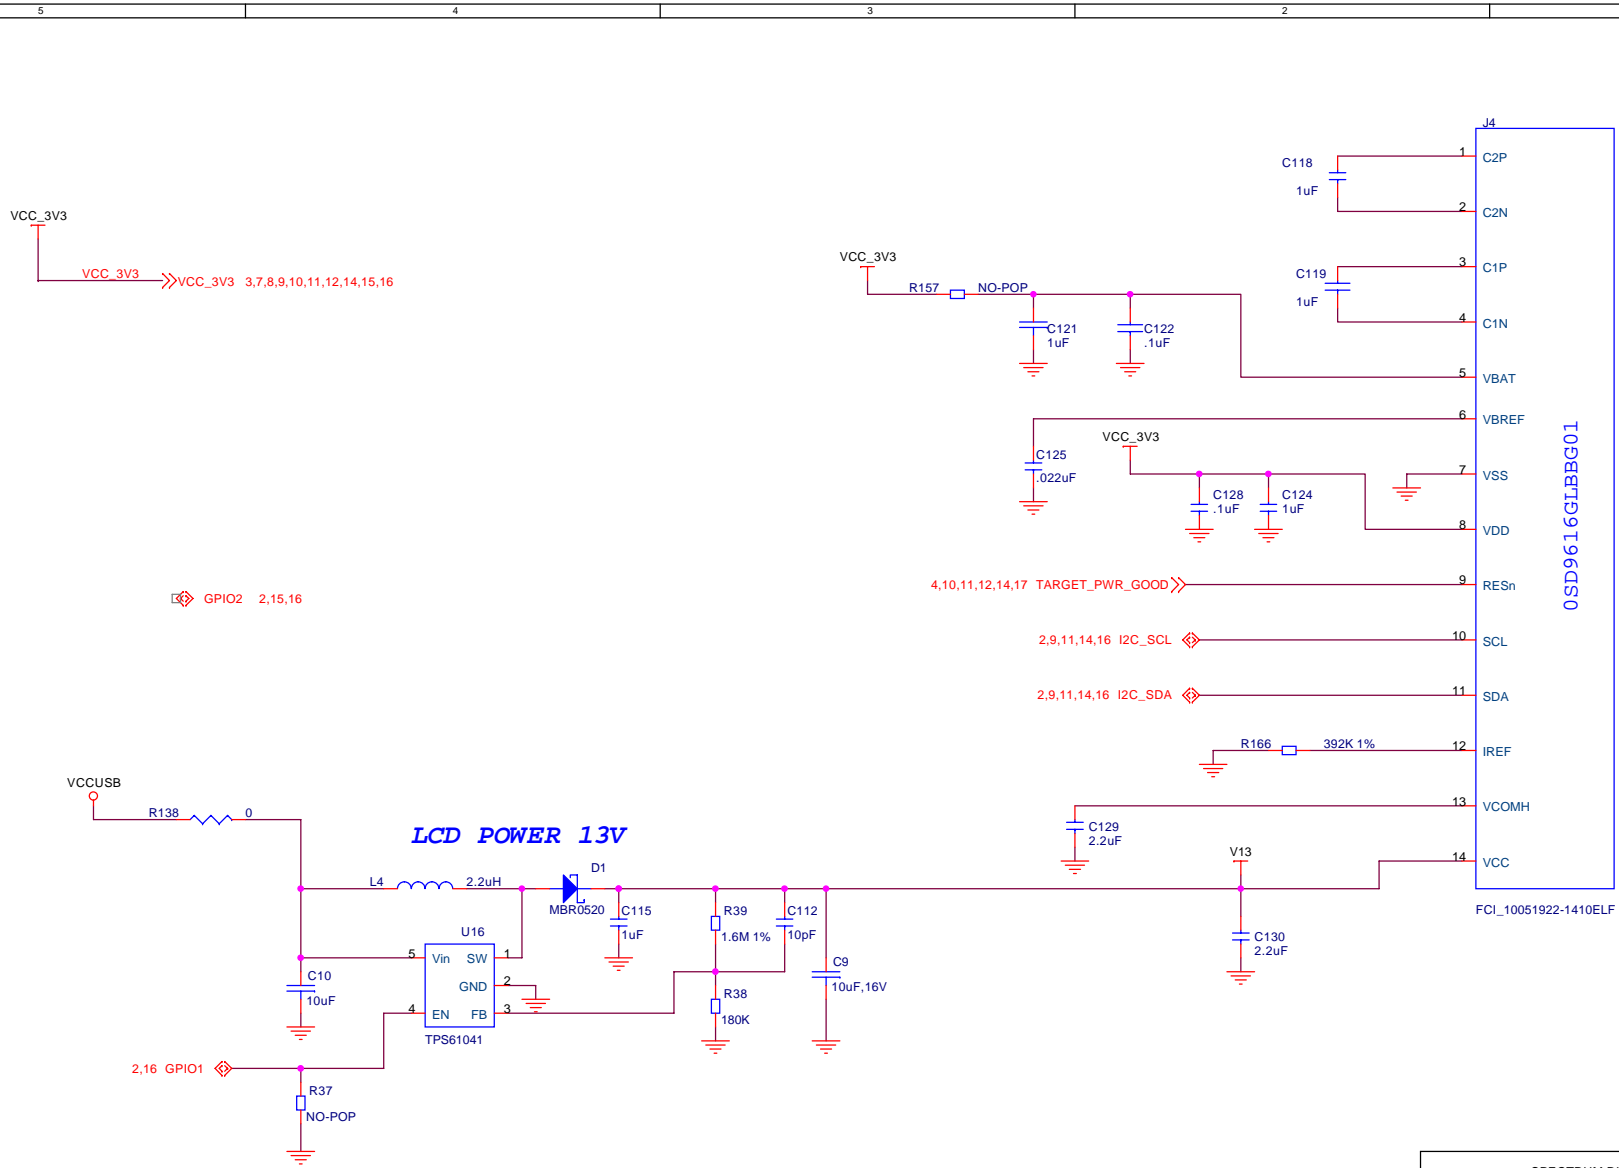 5 4 3 2
J4
1 C2P
C118
1uF
2 C2N
VCC_3V3
VCC_3V3
VCC_3V3 3,7,8,9,10,11,12,14,15,16
VCC_3V3
R157 NO-POP
3 C1P
C119
1uF
4 C1N
C121
1uF
C122
.1uF
5 VBAT
6 VBREF
VCC_3V3
C125
.022uF
7 VSS
C128
.1uF
C124
1uF
8 VDD
0SD9616GLBBG01
4,10,11,12,14,17 TARGET_PWR_GOOD
9 RESn
GPIO2 2,15,16
2,9,11,14,16 I2C_SCL
10 SCL
2,9,11,14,16 I2C_SDA
11 SDA
R166 392K 1%
12 IREF
VCCUSB
R138 0
13 VCOMH
C129
2.2uF
LCD POWER 13V
V13
14 VCC
L4 2.2uH
D1
MBR0520
C115
1uF
R39
1.6M 1%
C112
10pF
FCI_10051922-1410ELF
U16
C130
2.2uF
5 Vin SW 1
GND 2
4 EN FB 3
TPS61041
C10
10uF
C9
10uF,16V
R38
180K
2,16 GPIO1
R37
NO-POP